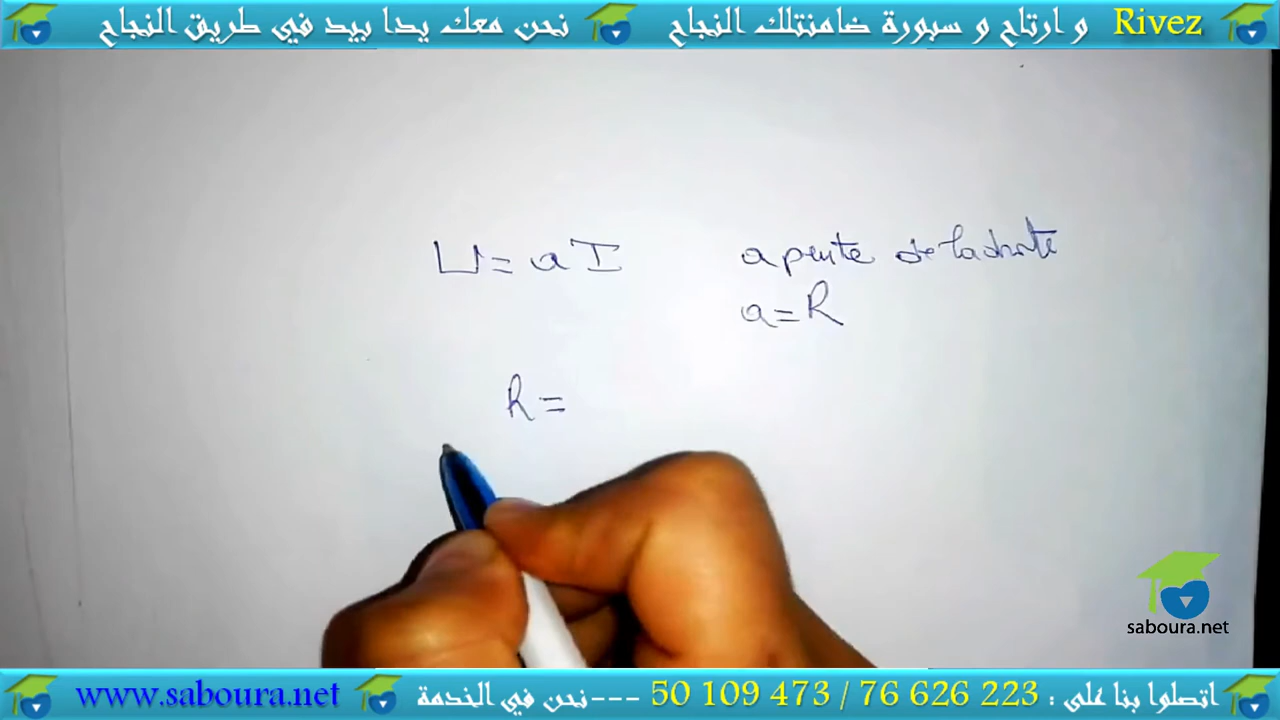 نحن معك يدا بيد في طريق النجاح و ارتاح و سبورة ضامنتلك النجاح Rivez
U = a I a pente de la droite
a = R
R =
saboura.net
www.saboura.net نحن في الخدمة--- 50 109 473 / 76 626 223 : اتصلوا بنا على